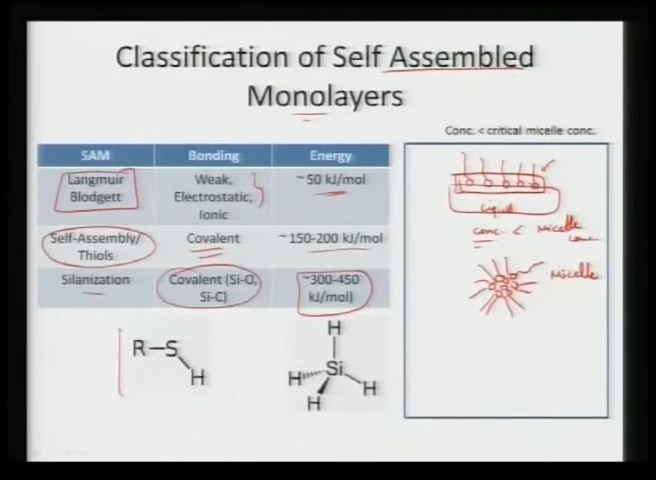 Classification of Self Assembled
Monolayers
Conc. < critical micelle conc.
SAM Bonding Energy
Langmuir Blodgett
Weak, Electrostatic, Ionic
~ 50 kJ/mol
Self-Assembly/ Thiols
Covalent
~ 150-200 kJ/mol
Silanization
Covalent (Si-O, Si-C)
~300-450 kJ/mol)
Liquid
conc. < Micelle
conc.
Micelle
R-S
H
H
Si
H
H
H